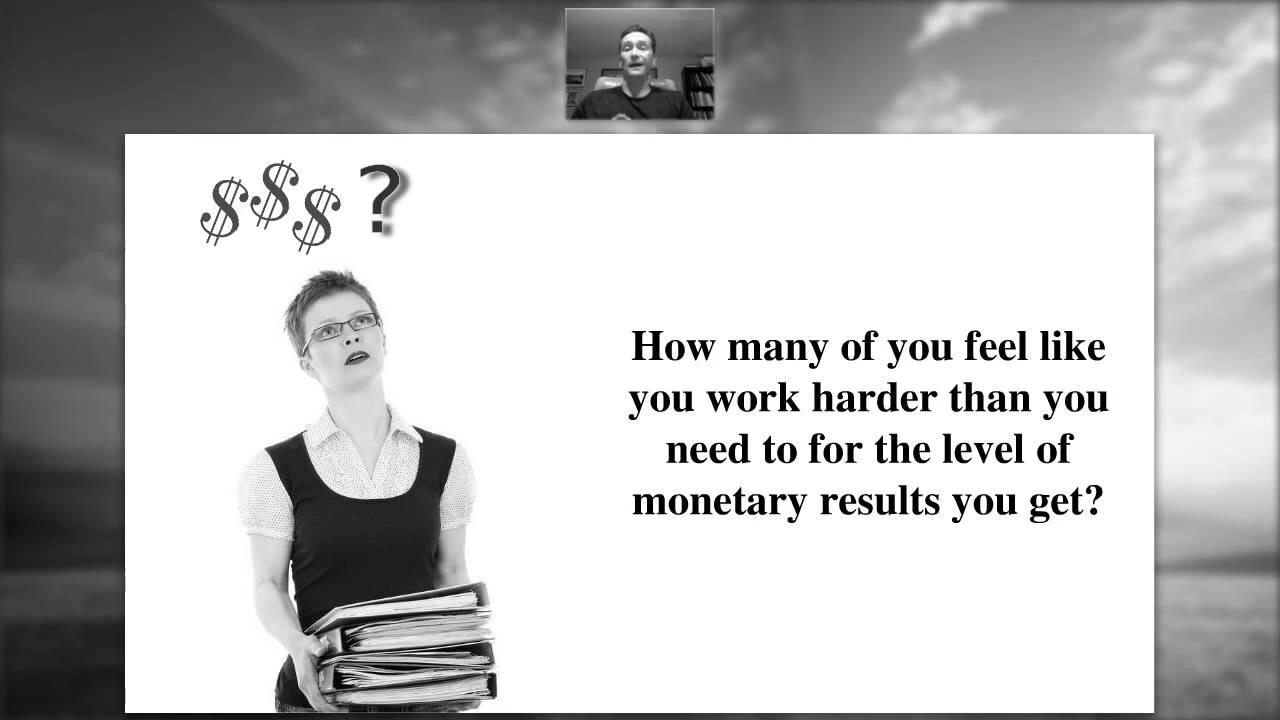 $$$ ?
How many of you feel like
you work harder than you
need to for the level of
monetary results you get?